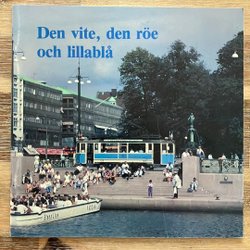 Den vite, den röe
och lillablå